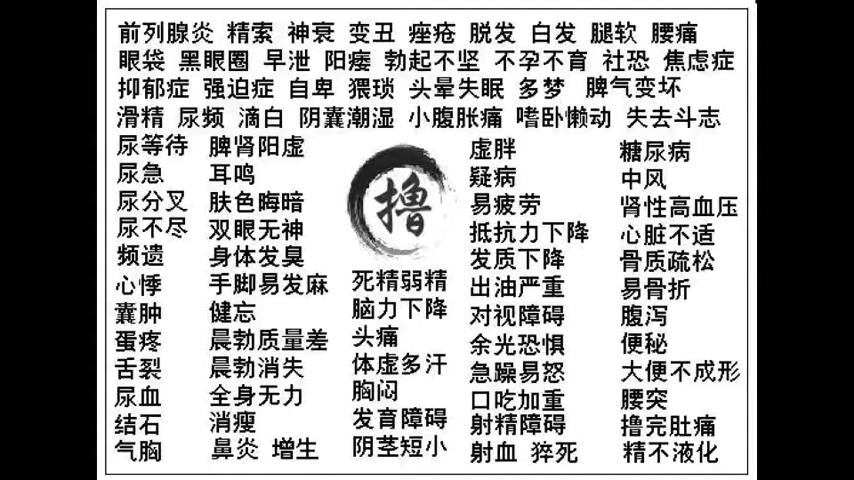 前列腺炎 精索 神衰 变丑 痤疮 脱发 白发 腿软 腰痛
眼袋 黑眼圈 早泄 阳痿 勃起不坚 不孕不育 社恐 焦虑症
抑郁症 强迫症 自卑 猥琐 头晕失眠 多梦 脾气变坏
滑精 尿频 滴白 阴囊潮湿 小腹胀痛 嗜卧懒动 失去斗志
尿等待
尿急
尿分叉
尿不尽
频遗
心悸
囊肿
蛋疼
舌裂
尿血
结石
气胸
脾肾阳虚
耳鸣
肤色晦暗
双眼无神
身体发臭
手脚易发麻
健忘
晨勃质量差
晨勃消失
全身无力
消瘦
鼻炎 增生
撸
死精弱精
脑力下降
头痛
体虚多汗
胸闷
发育障碍
阴茎短小
虚胖
疑病
易疲劳
抵抗力下降
发质下降
出油严重
对视障碍
余光恐惧
急躁易怒
口吃加重
射精障碍
射血 猝死
糖尿病
中风
肾性高血压
心脏不适
骨质疏松
易骨折
腹泻
便秘
大便不成形
腰突
撸完肚痛
精不液化